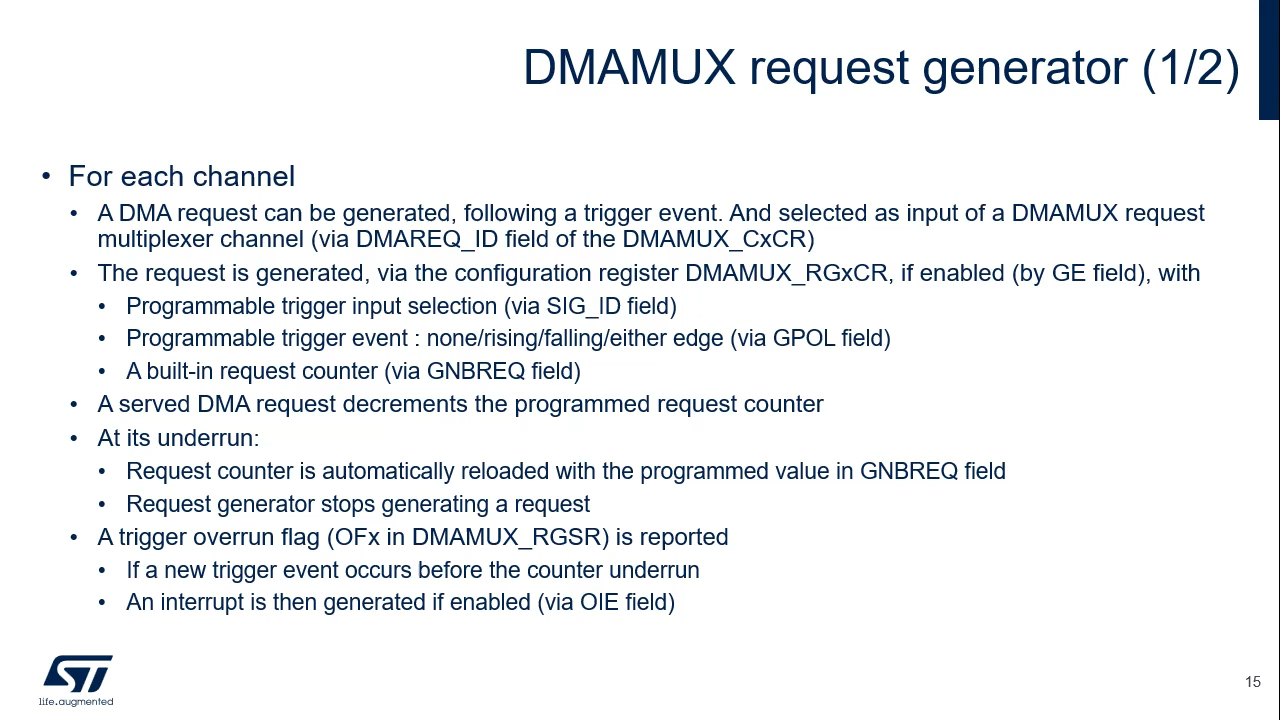 DMAMUX request generator (1/2)
• For each channel
• A DMA request can be generated, following a trigger event. And selected as input of a DMAMUX request
multiplexer channel (via DMAREQ_ID field of the DMAMUX_CxCR)
• The request is generated, via the configuration register DMAMUX_RGxCR, if enabled (by GE field), with
• Programmable trigger input selection (via SIG_ID field)
• Programmable trigger event : none/rising/falling/either edge (via GPOL field)
• A built-in request counter (via GNBREQ field)
• A served DMA request decrements the programmed request counter
• At its underrun:
• Request counter is automatically reloaded with the programmed value in GNBREQ field
• Request generator stops generating a request
• A trigger overrun flag (OFx in DMAMUX_RGSR) is reported
• If a new trigger event occurs before the counter underrun
• An interrupt is then generated if enabled (via OIE field)
ST
life.augmented
15